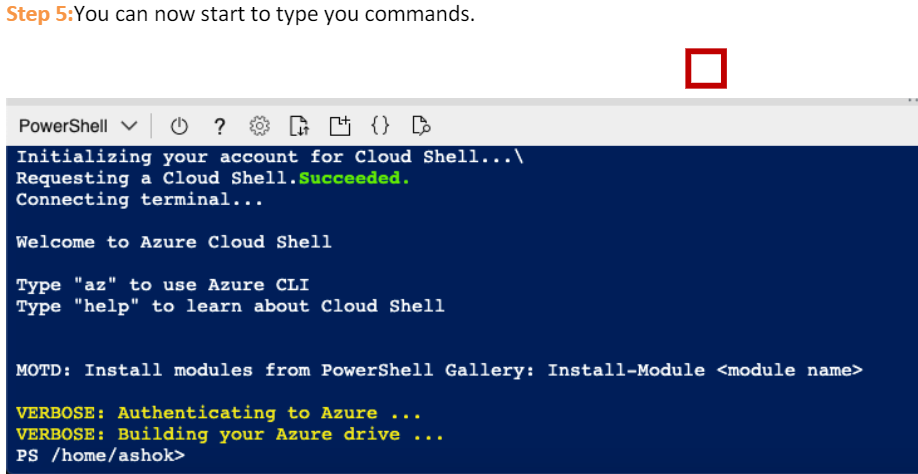 Step 5:You can now start to type you commands.
PowerShell
Initializing your account for Cloud Shell...\
Requesting a Cloud Shell.Succeeded.
Connecting terminal...
Welcome to Azure Cloud Shell
Type "az" to use Azure CLI
Type "help" to learn about Cloud Shell
MOTD: Install modules from PowerShell Gallery: Install-Module <module name>
VERBOSE: Authenticating to Azure ...
VERBOSE: Building your Azure drive ...
PS /home/ashok>